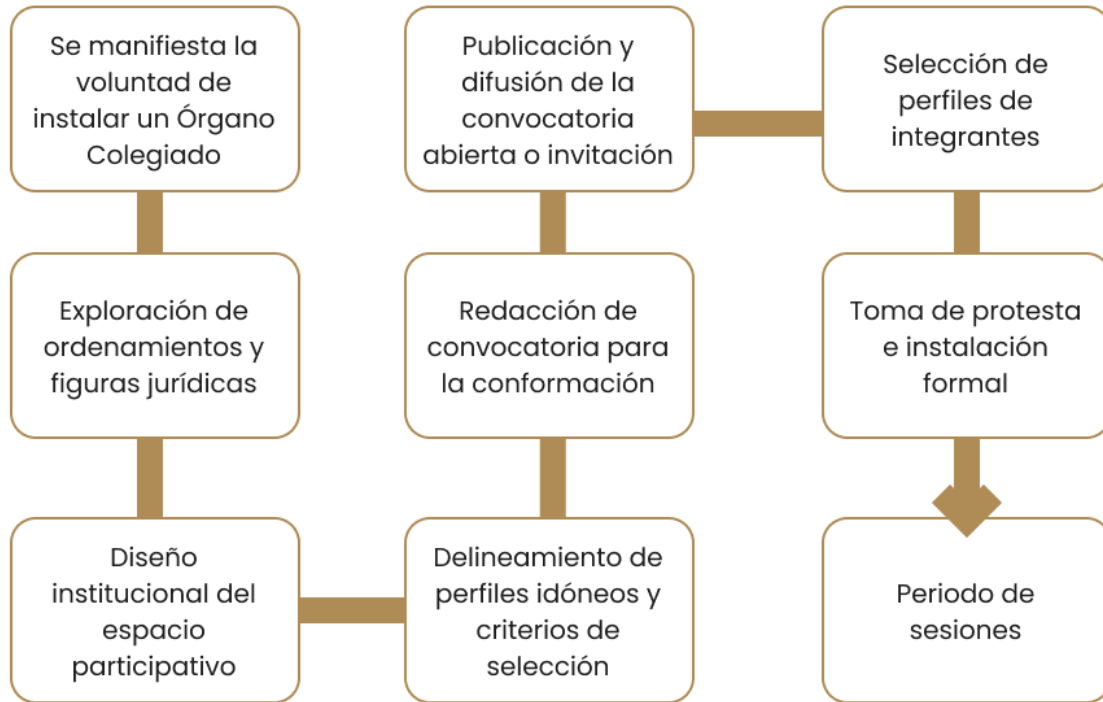 Se manifiesta la
voluntad de
instalar un Órgano
Colegiado
Exploración de
ordenamientos y
figuras jurídicas
Diseño
institucional del
espacio
participativo
Delineamiento de
perfiles idóneos y
criterios de
selección
Redacción de
convocatoria para
la conformación
Publicación y
difusión de la
convocatoria
abierta o invitación
Selección de
perfiles de
integrantes
Toma de protesta
e instalación
formal
Periodo de
sesiones